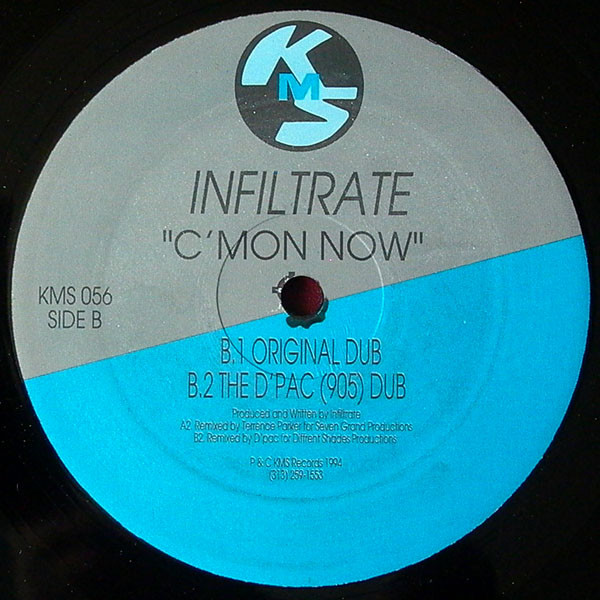 KMS
INFILTRATE
"C'MON NOW"
KMS 056
SIDE B
B.1 ORIGINAL DUB
B.2 THE D'PAC (905) DUB
Produced and Written by Infiltrate
A2. Remixed by Terrence Parker for Seven Grand Productions
B2. Remixed by D'pac for Diffrent Shades Productions
P & C KMS Records 1994
(313) 259-1553